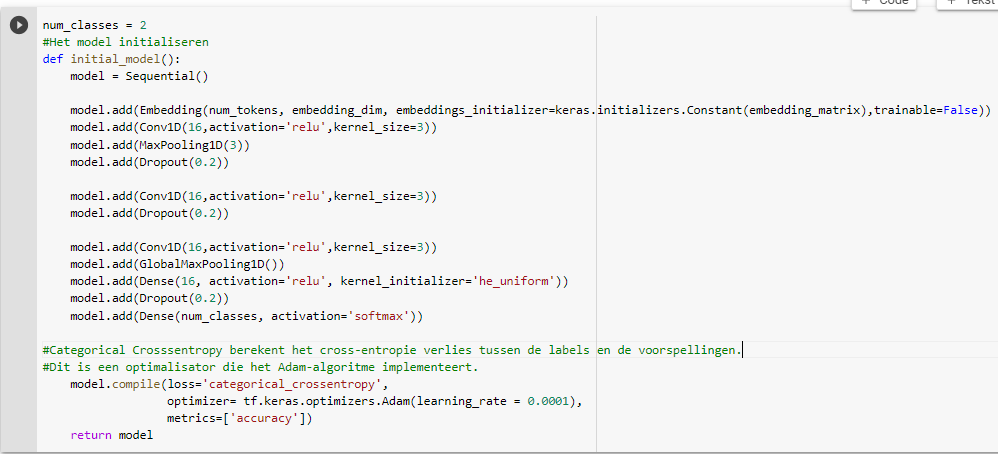 + Code + Tekst
num_classes = 2
#Het model initialiseren
def initial_model():
    model = Sequential()

    model.add(Embedding(num_tokens, embedding_dim, embeddings_initializer=keras.initializers.Constant(embedding_matrix),trainable=False))
    model.add(Conv1D(16,activation='relu',kernel_size=3))
    model.add(MaxPooling1D(3))
    model.add(Dropout(0.2))

    model.add(Conv1D(16,activation='relu',kernel_size=3))
    model.add(Dropout(0.2))

    model.add(Conv1D(16,activation='relu',kernel_size=3))
    model.add(GlobalMaxPooling1D())
    model.add(Dense(16, activation='relu', kernel_initializer='he_uniform'))
    model.add(Dropout(0.2))
    model.add(Dense(num_classes, activation='softmax'))

#Categorical Crosssentropy berekent het cross-entropie verlies tussen de labels en de voorspellingen.
#Dit is een optimalisator die het Adam-algoritme implementeert.
    model.compile(loss='categorical_crossentropy',
                  optimizer= tf.keras.optimizers.Adam(learning_rate = 0.0001),
                  metrics=['accuracy'])
    return model